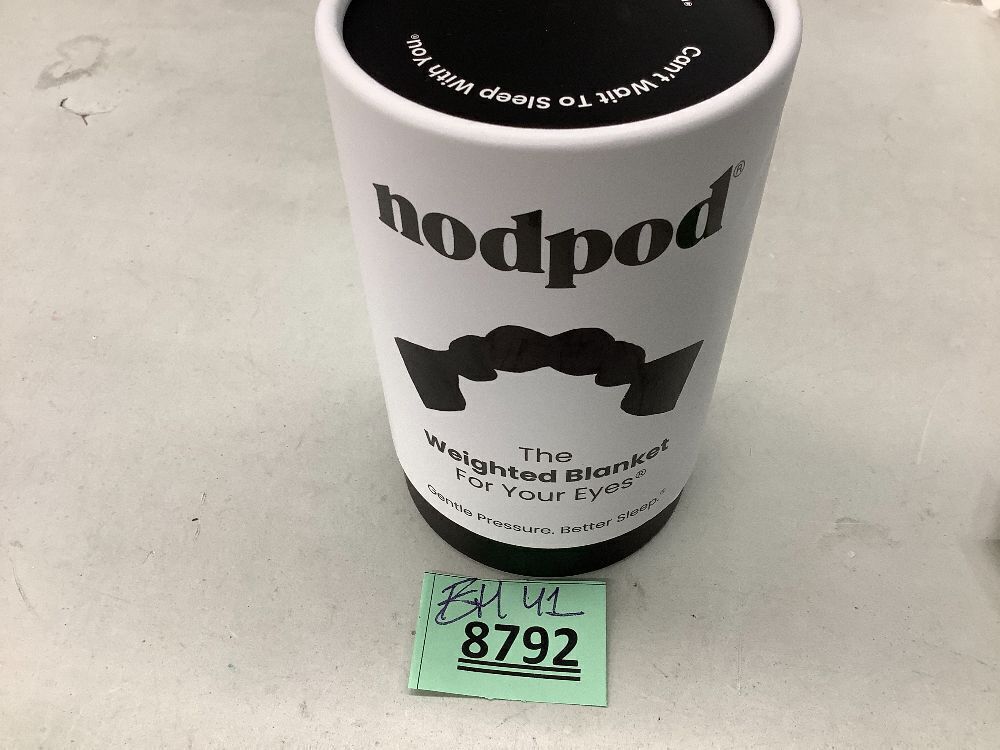 Can't Wait To Sleep With You®
nodpod®
The
Weighted Blanket
For Your Eyes®
Gentle Pressure. Better Sleep.®
BH 41
8792